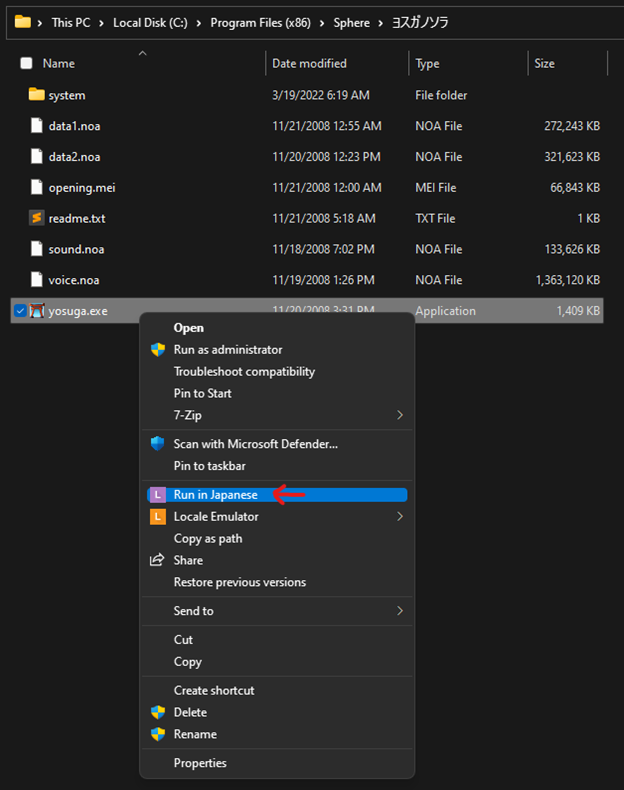 This PC > Local Disk (C:) > Program Files (x86) > Sphere > ヨスガノソラ
Name Date modified Type Size
system 3/19/2022 6:19 AM File folder
data1.noa 11/21/2008 12:55 AM NOA File 272,243 KB
data2.noa 11/20/2008 12:23 PM NOA File 321,623 KB
opening.mei 11/21/2008 12:00 AM MEI File 66,843 KB
readme.txt 11/21/2008 5:18 AM TXT File 1 KB
sound.noa 11/18/2008 7:02 PM NOA File 133,626 KB
voice.noa 11/19/2008 1:26 PM NOA File 1,363,120 KB
yosuga.exe 11/20/2008 3:31 PM Application 1,409 KB
Open
Run as administrator
Troubleshoot compatibility
Pin to Start
7-Zip
Scan with Microsoft Defender...
Pin to taskbar
L Run in Japanese
L Locale Emulator
Copy as path
Share
Restore previous versions
Send to
Cut
Copy
Create shortcut
Delete
Rename
Properties